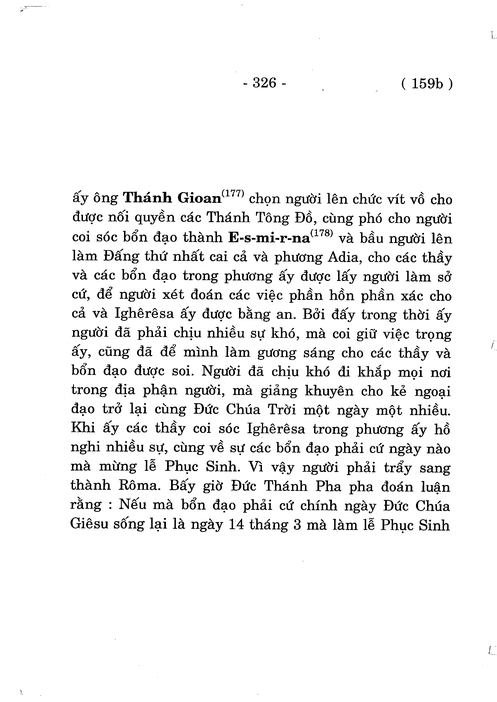 - 326 - ( 159b )
ấy ông Thánh Gioan(177) chọn người lên chức vít vồ cho
được nối quyền các Thánh Tông Đồ, cùng phó cho người
coi sóc bổn đạo thành E-s-mi-r-na(178) và bầu người lên
làm Đấng thứ nhất cai cả và phương Adia, cho các thầy
và các bổn đạo trong phương ấy được lấy người làm sở
cứ, để người xét đoán các việc phần hồn phần xác cho
cả và Ighêrêsa ấy được bằng an. Bởi đấy trong thời ấy
người đã phải chịu nhiều sự khó, mà coi giữ việc trọng
ấy, cũng đã để mình làm gương sáng cho các thầy và
bổn đạo được soi. Người đã chịu khó đi khắp mọi nơi
trong địa phận người, mà giảng khuyên cho kẻ ngoại
đạo trở lại cùng Đức Chúa Trời một ngày một nhiều.
Khi ấy các thầy coi sóc Ighêrêsa trong phương ấy hồ
nghi nhiều sự, cùng về sự các bổn đạo phải cứ ngày nào
mà mừng lễ Phục Sinh. Vì vậy người phải trẩy sang
thành Rôma. Bấy giờ Đức Thánh Pha pha đoán luận
rằng : Nếu mà bổn đạo phải cứ chính ngày Đức Chúa
Giêsu sống lại là ngày 14 tháng 3 mà làm lễ Phục Sinh